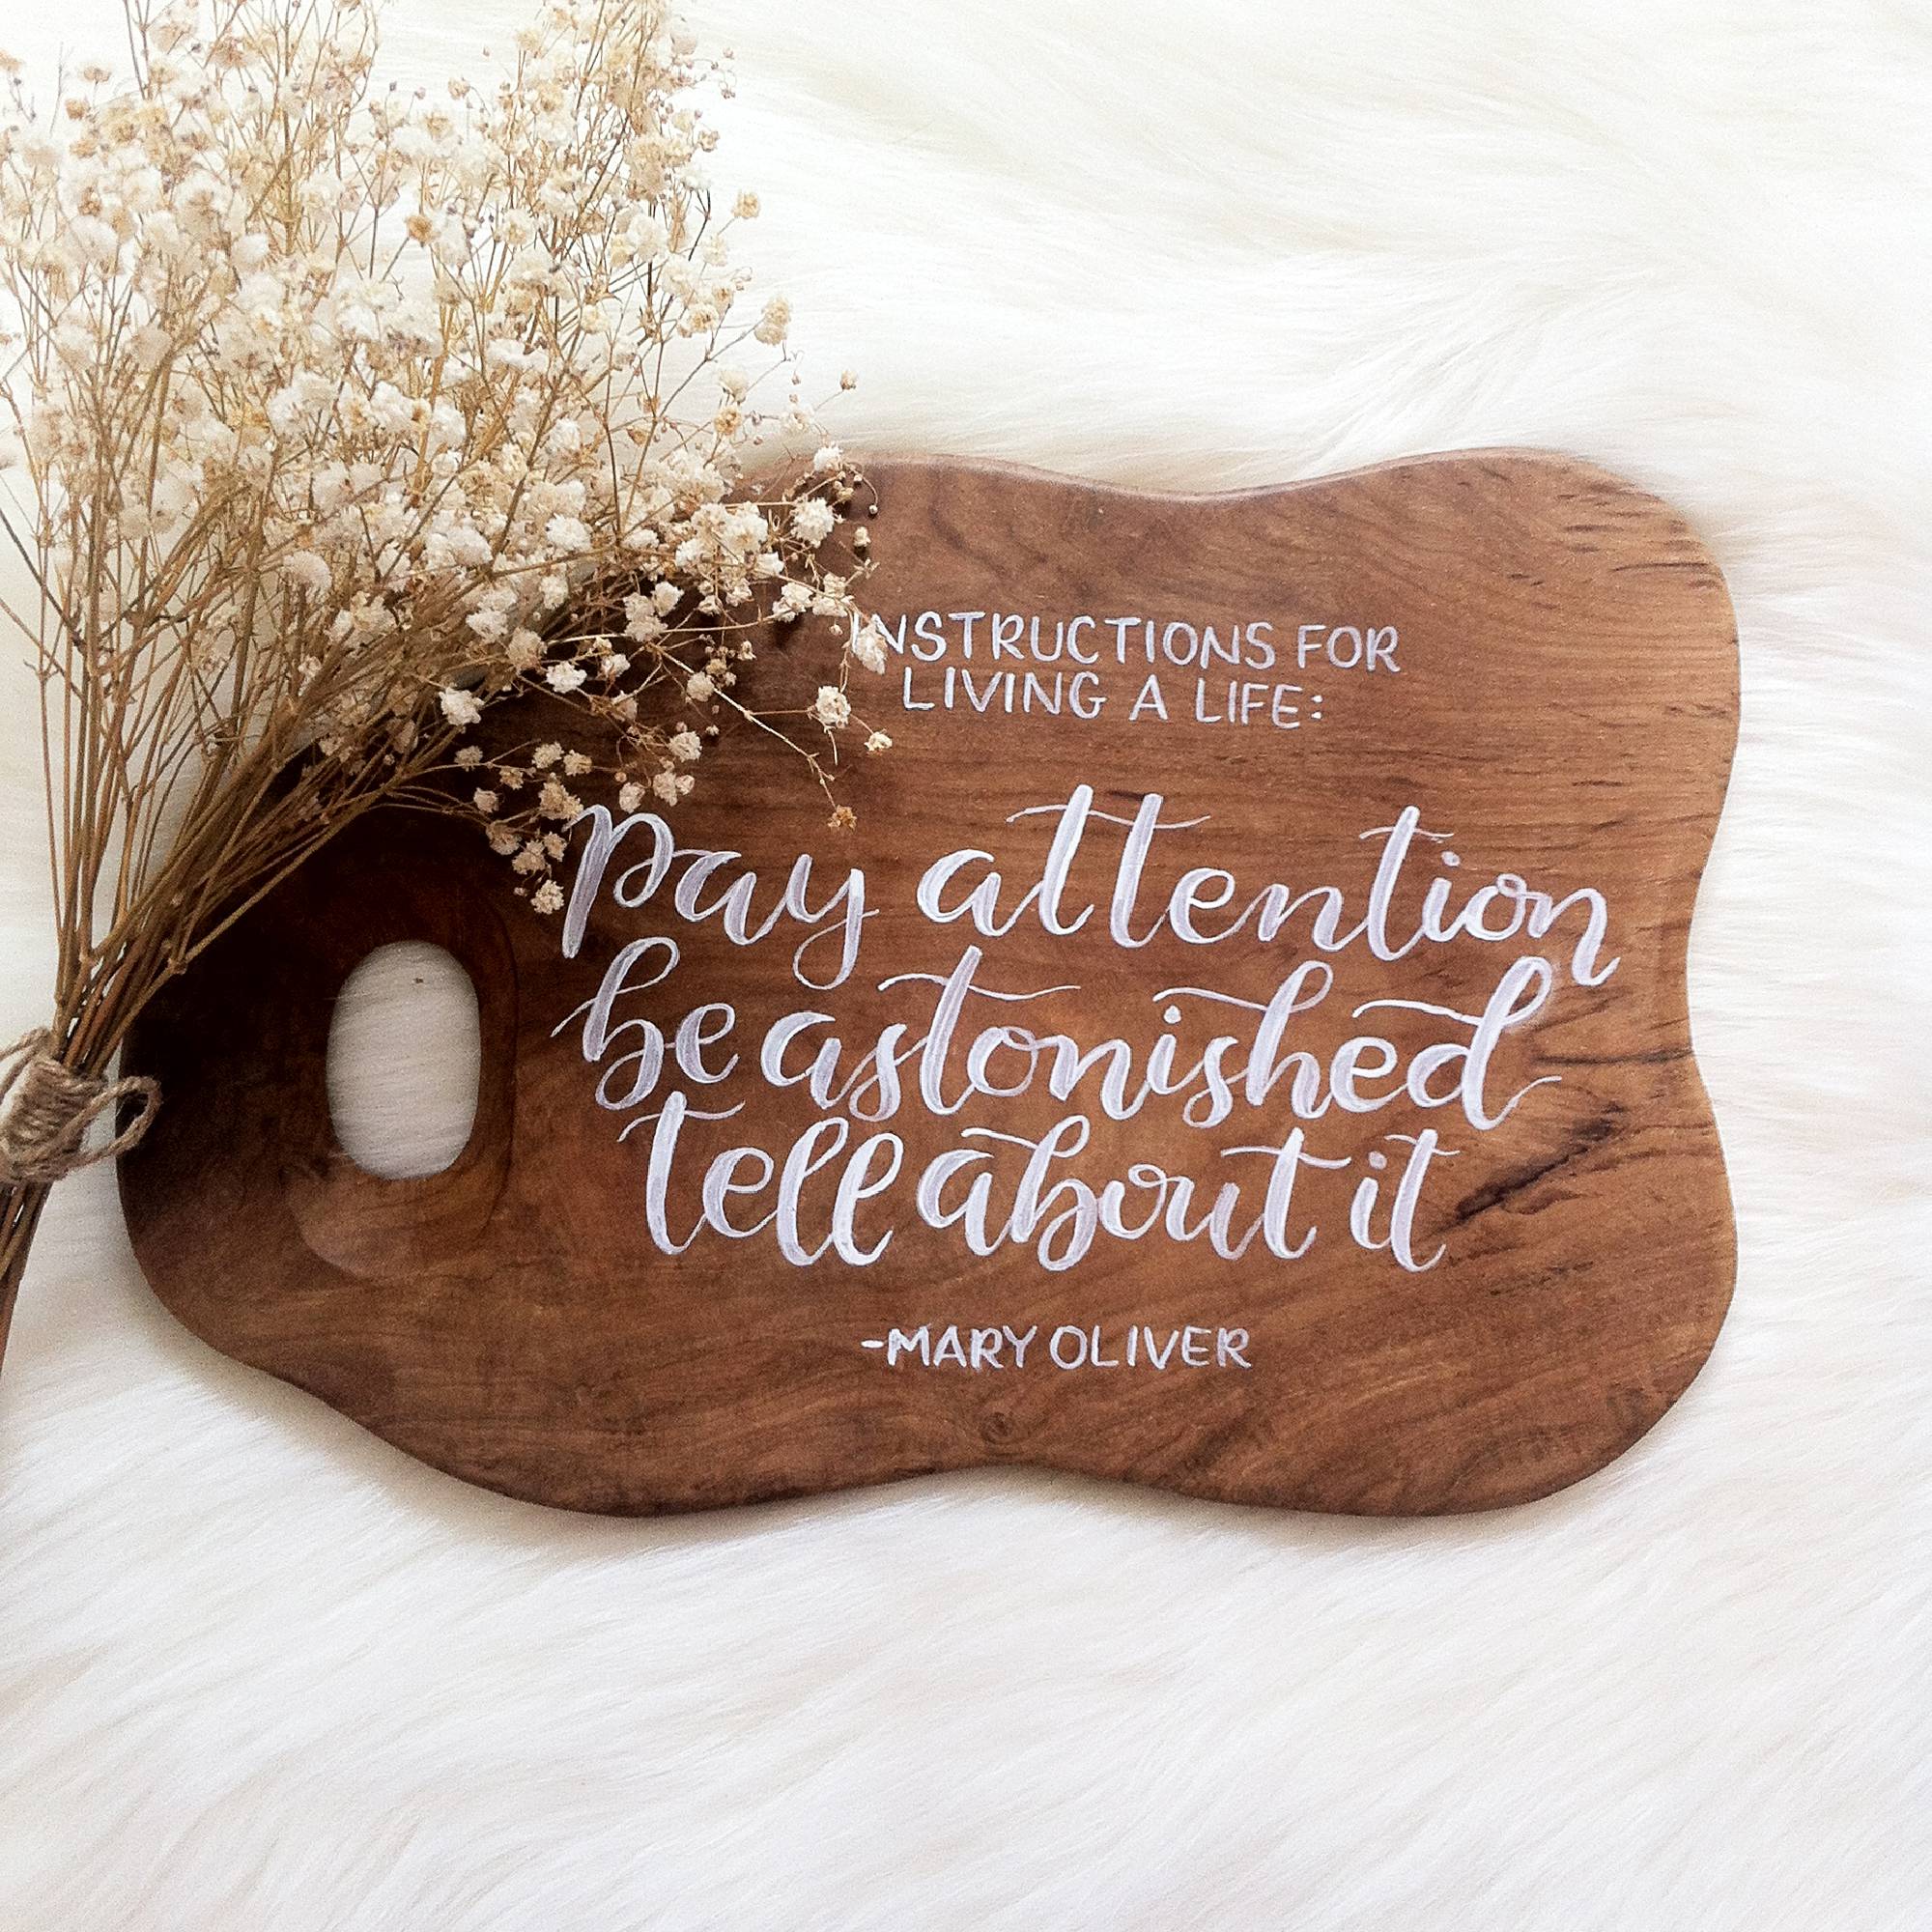 INSTRUCTIONS FOR
LIVING A LIFE:
pay attention
be astonished
tell about it
-MARY OLIVER